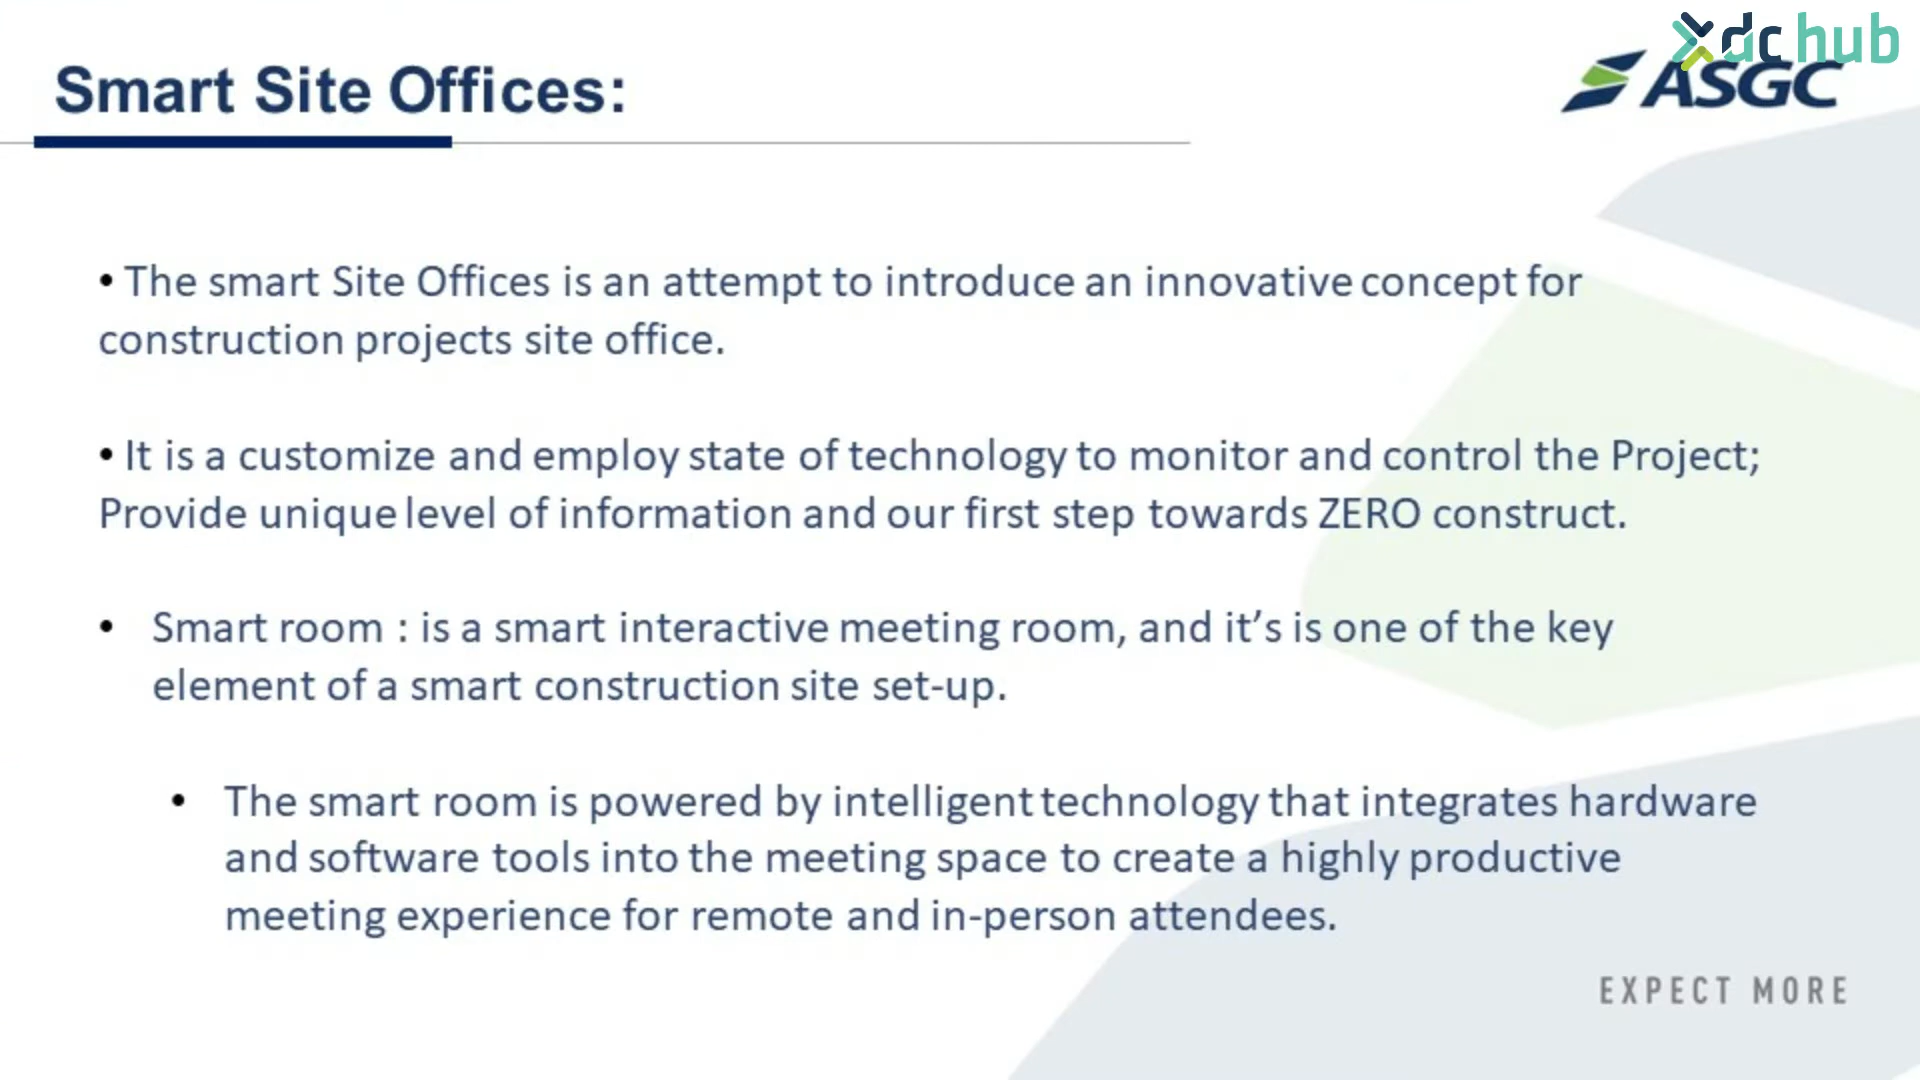 dc hub
Smart Site Offices:
ASGC
• The smart Site Offices is an attempt to introduce an innovative concept for
construction projects site office.
• It is a customize and employ state of technology to monitor and control the Project;
Provide unique level of information and our first step towards ZERO construct.
• Smart room : is a smart interactive meeting room, and it’s is one of the key
element of a smart construction site set-up.
• The smart room is powered by intelligent technology that integrates hardware
and software tools into the meeting space to create a highly productive
meeting experience for remote and in-person attendees.
EXPECT MORE